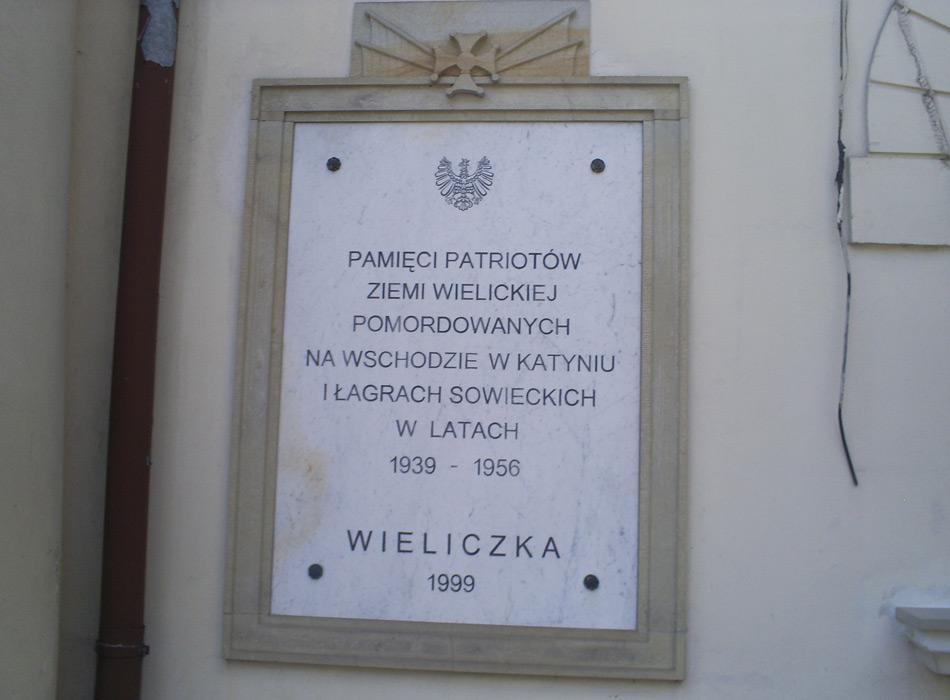 PAMIĘCI PATRIOTÓW
ZIEMI WIELICKIEJ
POMORDOWANYCH
NA WSCHODZIE W KATYNIU
I ŁAGRACH SOWIECKICH
W LATACH
1939 - 1956
WIELICZKA
1999